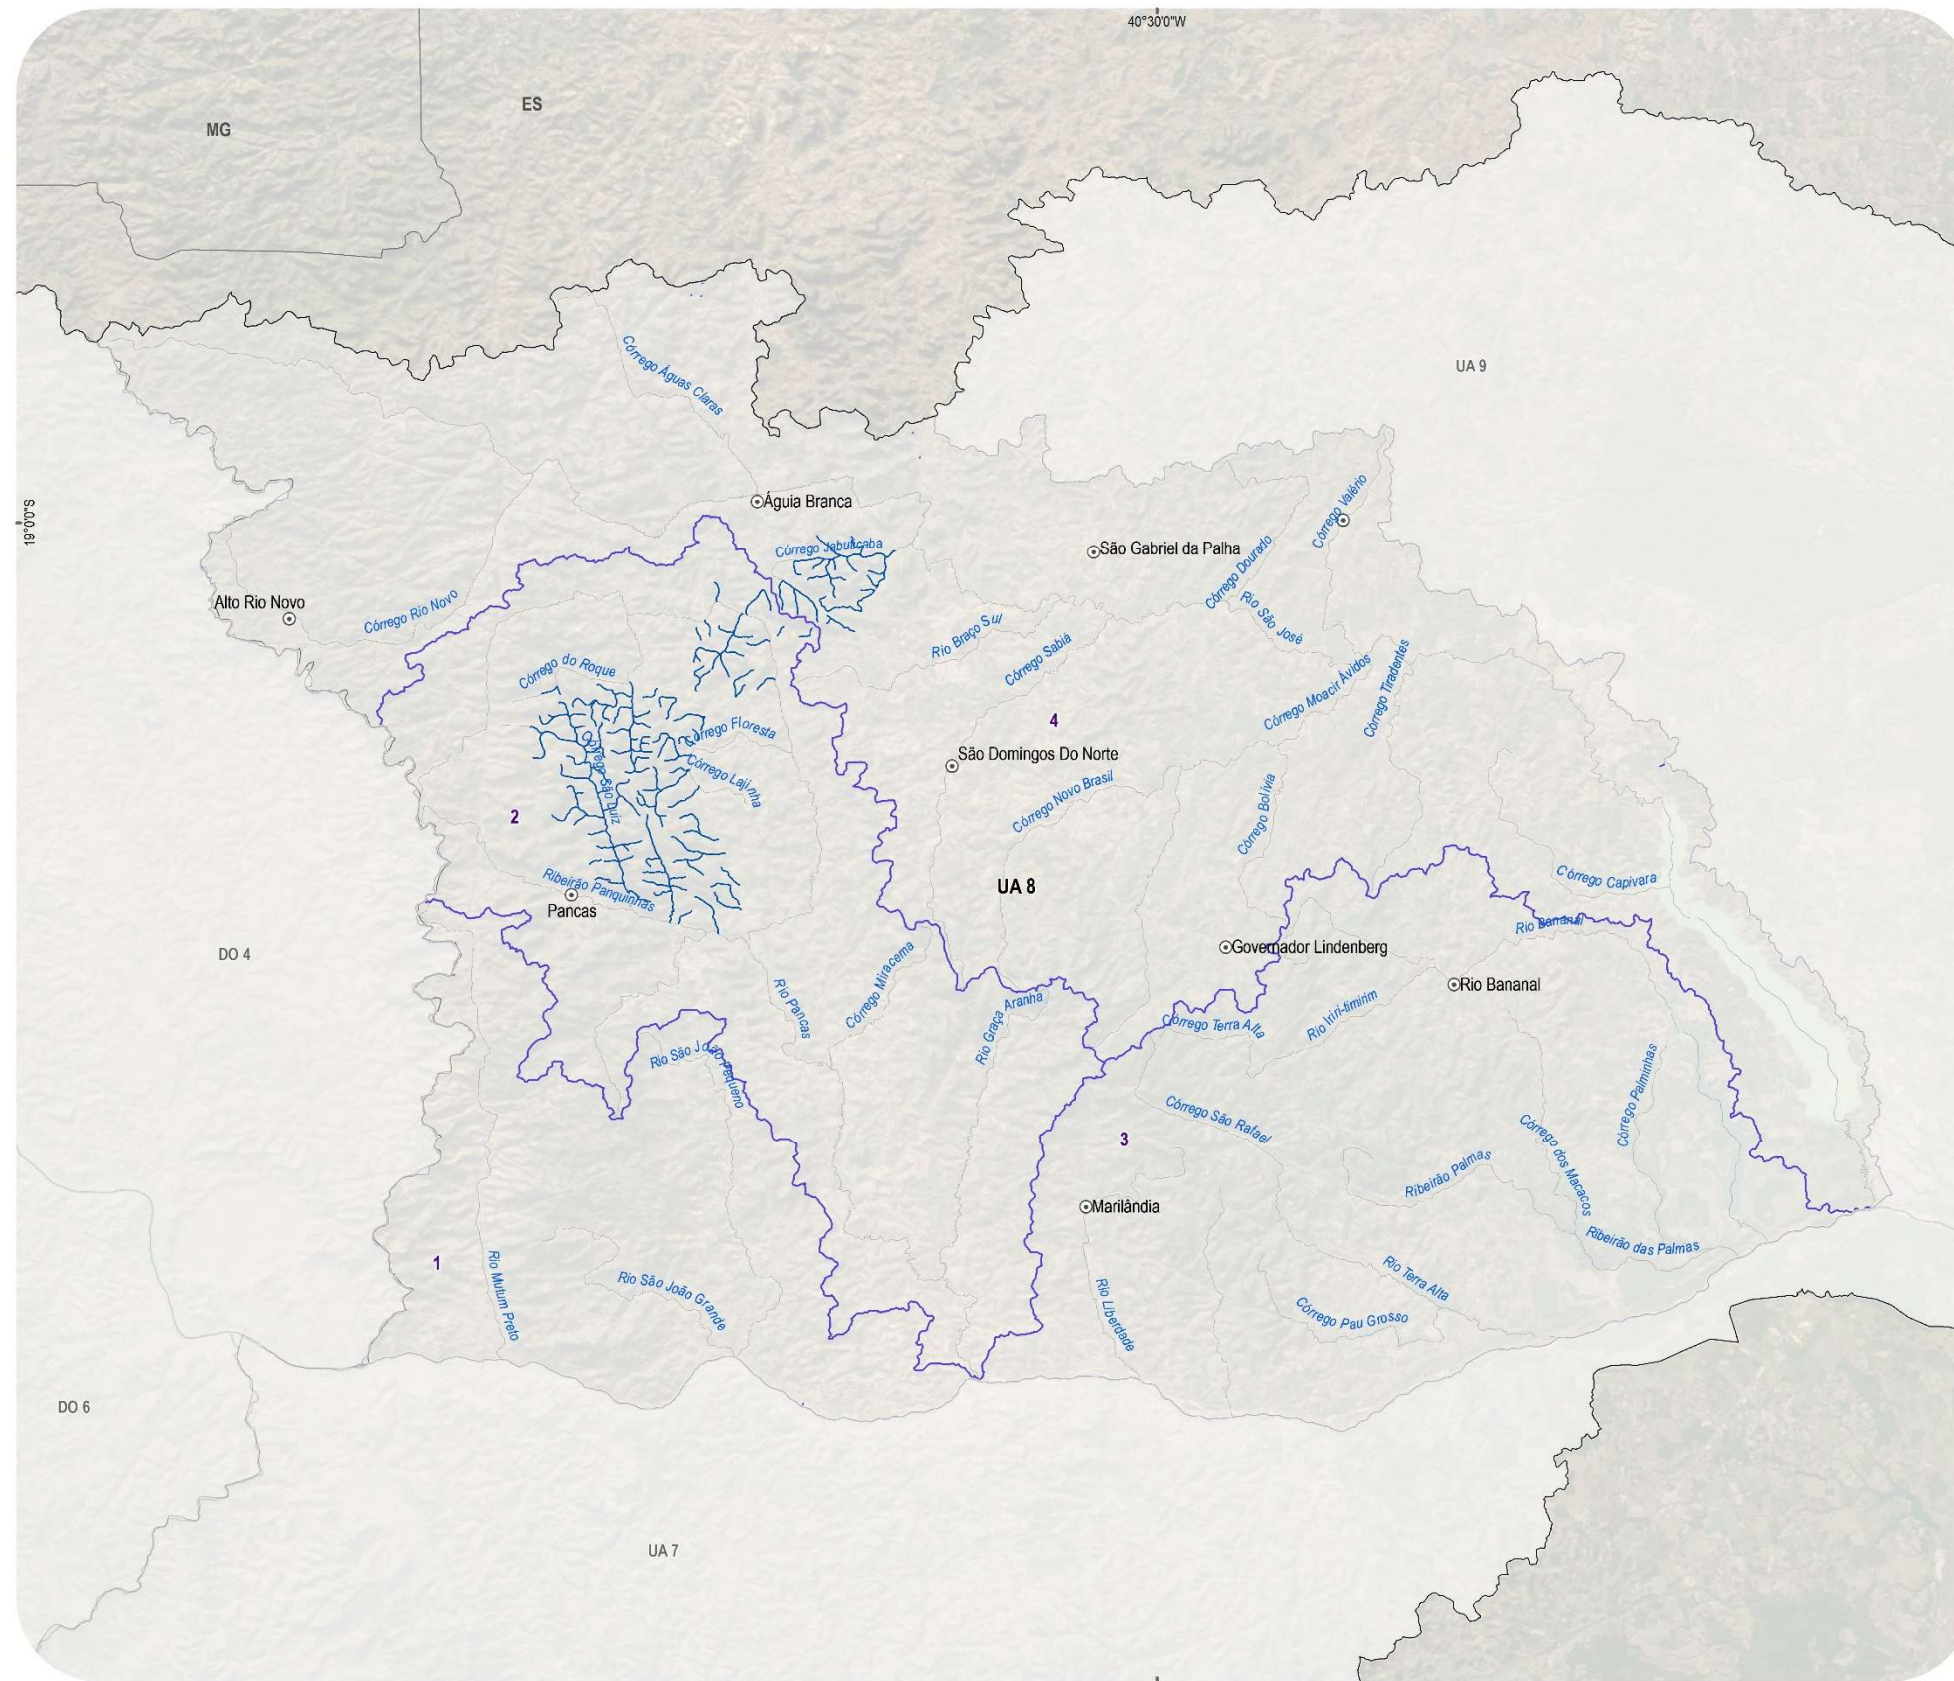 40°30'0"W
ES
MG
Córrego Águas Claras
UA 9
19°0'0"S
Águia Branca
Córrego Valério
Córrego Jabuticaba
São Gabriel da Palha
Córrego Dourado
Alto Rio Novo
Córrego Rio Novo
Rio São José
Rio Braço Sul
Córrego Sabiá
Córrego do Roque
Córrego Moacir Ávidos
Córrego Tiradentes
4
Córrego Floresta
São Domingos Do Norte
Córrego São Luiz
Córrego Lajinha
Córrego Novo Brasil
Córrego Bolívia
2
Córrego Capivara
Ribeirão Panquinhas
UA 8
Pancas
Rio Bananal
Governador Lindenberg
DO 4
Córrego Miracema
Rio Bananal
Rio Pancas
Rio Graça Aranha
Rio Iriri-timirim
Córrego Terra Alta
Rio São João Pequeno
Córrego Palminhas
Córrego São Rafael
3
Córrego dos Macacos
Ribeirão Palmas
Marilândia
Ribeirão das Palmas
1
Rio Mutum Preto
Rio São João Grande
Rio Terra Alta
Rio Liberdade
Córrego Pau Grosso
DO 6
UA 7